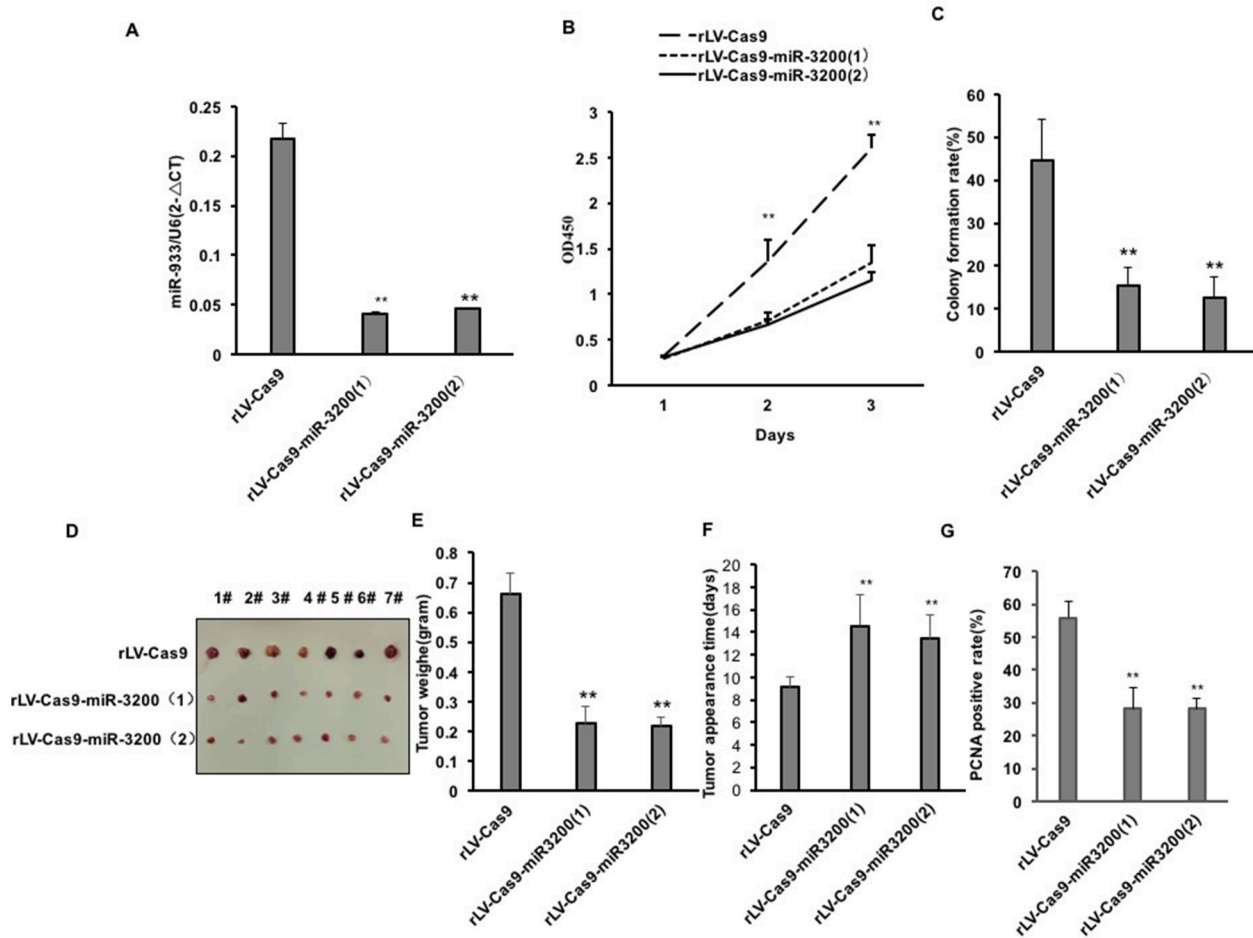 A
0.25
0.2
0.15
0.1
0.05
0
miR-933/U6(2-△CT)
**
**
rLV-Cas9
rLV-Cas9-miR-3200(1）
rLV-Cas9-miR-3200(2）
B
rLV-Cas9
rLV-Cas9-miR-3200(1）
rLV-Cas9-miR-3200(2）
3
2.5
2
1.5
1
0.5
0
OD450
**
**
1 2 3
Days
C
60
50
40
30
20
10
0
Colony formation rate(%)
**
**
rLV-Cas9
rLV-Cas9-miR-3200(1）
rLV-Cas9-miR-3200(2）
D
1# 2# 3# 4 # 5 # 6# 7#
rLV-Cas9
rLV-Cas9-miR-3200（1）
rLV-Cas9-miR-3200（2）
E
0.8
0.7
0.6
0.5
0.4
0.3
0.2
0.1
0
Tumor weighe(gram)
**
**
rLV-Cas9
rLV-Cas9-miR3200(1)
rLV-Cas9-miR3200(2)
F
20
18
16
14
12
10
8
6
4
2
0
Tumor appearance time(days)
**
**
rLV-Cas9
rLV-Cas9-miR3200(1)
rLV-Cas9-miR3200(2)
G
70
60
50
40
30
20
10
0
PCNA positive rate(%)
**
**
rLV-Cas9
rLV-Cas9-miR3200(1)
rLV-Cas9-miR3200(2)